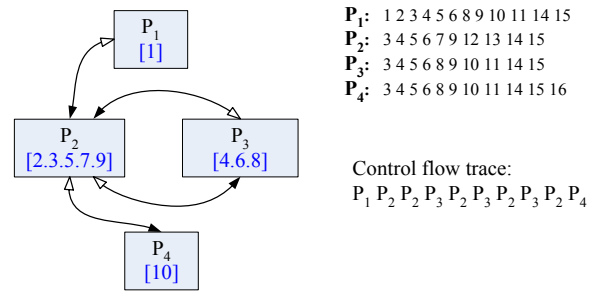 P1
[1]
P2
[2.3.5.7.9]
P3
[4.6.8]
P4
[10]
P1: 1 2 3 4 5 6 8 9 10 11 14 15
P2: 3 4 5 6 7 9 12 13 14 15
P3: 3 4 5 6 8 9 10 11 14 15
P4: 3 4 5 6 8 9 10 11 14 15 16
Control flow trace:
P1 P2 P2 P3 P2 P3 P2 P3 P2 P4